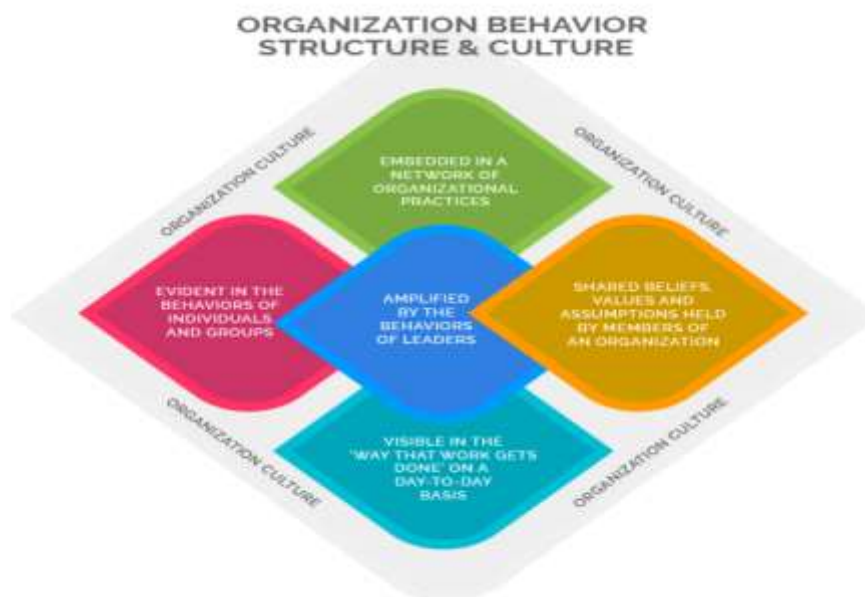 ORGANIZATION BEHAVIOR
STRUCTURE & CULTURE
ORGANIZATION CULTURE
ORGANIZATION CULTURE
EMBEDDED IN A
NETWORK OF
ORGANIZATIONAL
PRACTICES
EVIDENT IN THE
BEHAVIORS OF
INDIVIDUALS
AND GROUPS
AMPLIFIED
BY THE
BEHAVIORS
OF LEADERS
SHARED BELIEFS,
VALUES AND
ASSUMPTIONS HELD
BY MEMBERS OF
AN ORGANIZATION
VISIBLE IN THE
'WAY THAT WORK GETS
DONE' ON A
DAY-TO-DAY
BASIS
ORGANIZATION CULTURE
ORGANIZATION CULTURE